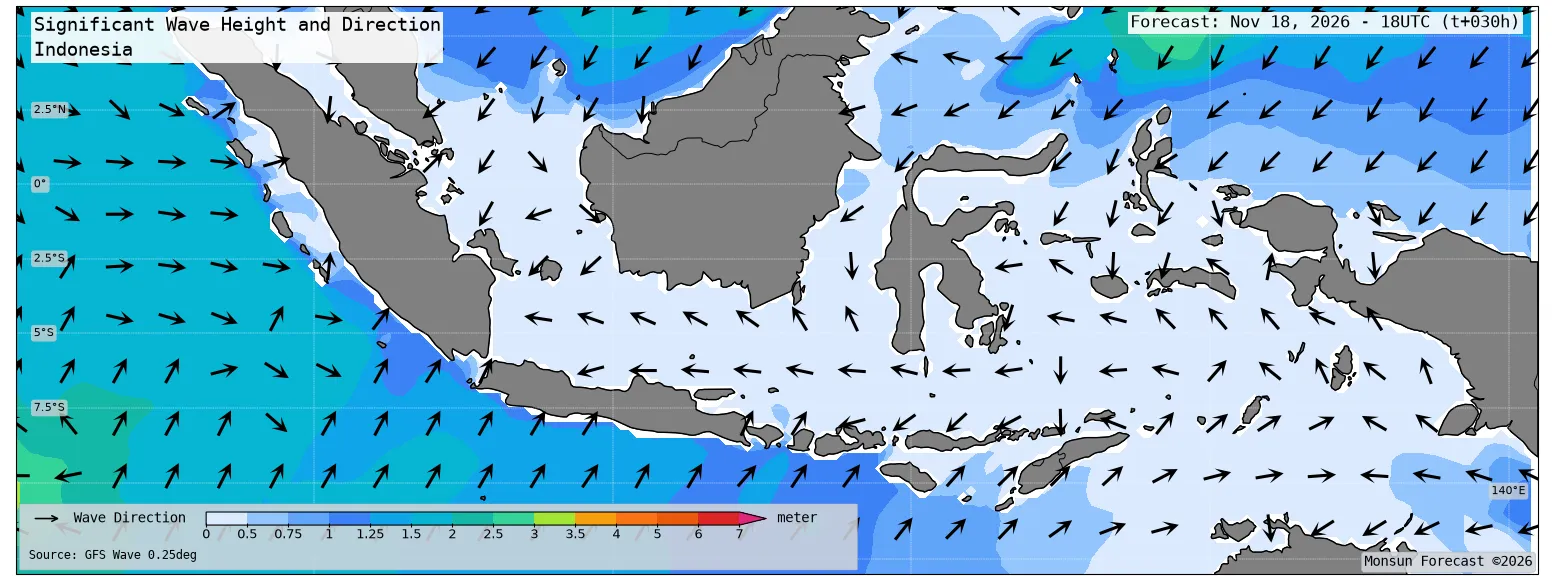 Significant Wave Height and Direction
Indonesia
Forecast: Nov 18, 2026 - 18UTC (t+030h)
2.5°N
0°
2.5°S
5°S
7.5°S
140°E
Wave Direction
0 0.5 0.75 1 1.25 1.5 2 2.5 3 3.5 4 5 6 7
meter
Source: GFS Wave 0.25deg
Monsun Forecast ©2026